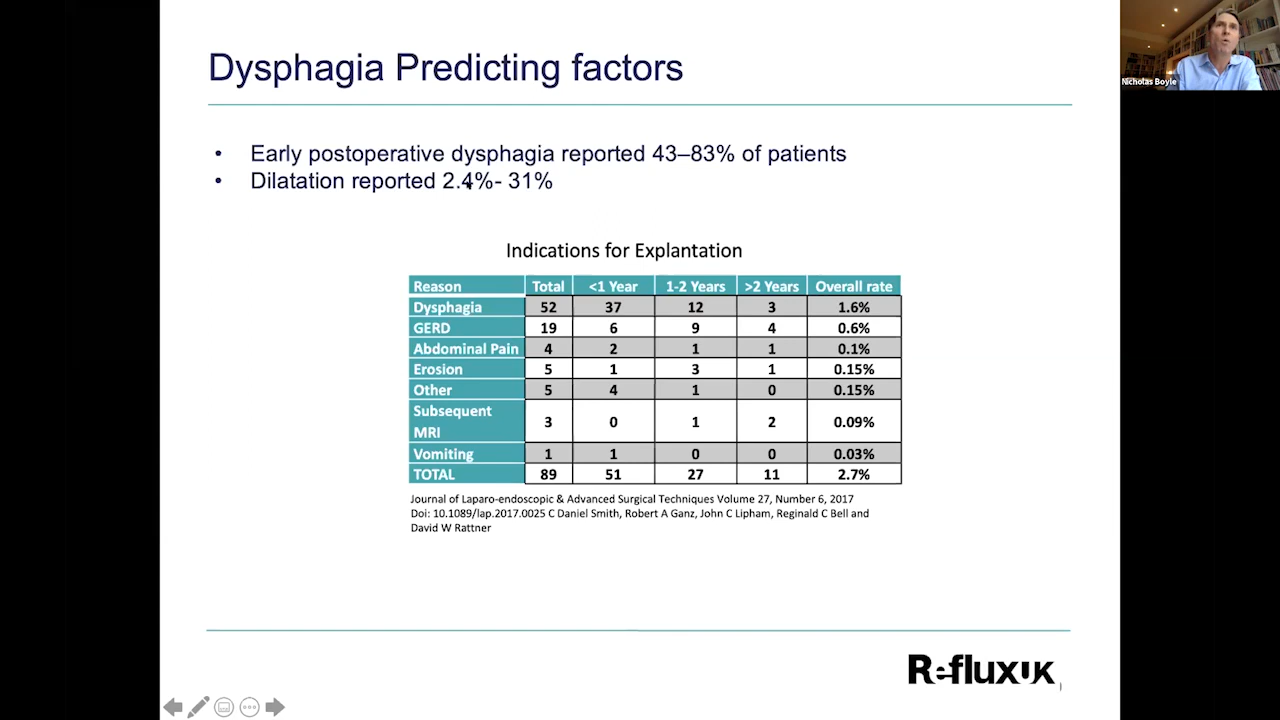 Nicholas Boyle
Dysphagia Predicting factors
• Early postoperative dysphagia reported 43–83% of patients
• Dilatation reported 2.4%- 31%
Indications for Explantation
Reason Total <1 Year 1-2 Years >2 Years Overall rate
Dysphagia 52 37 12 3 1.6%
GERD 19 6 9 4 0.6%
Abdominal Pain 4 2 1 1 0.1%
Erosion 5 1 3 1 0.15%
Other 5 4 1 0 0.15%
Subsequent
MRI 3 0 1 2 0.09%
Vomiting 1 1 0 0 0.03%
TOTAL 89 51 27 11 2.7%
Journal of Laparo-endoscopic & Advanced Surgical Techniques Volume 27, Number 6, 2017
Doi: 10.1089/lap.2017.0025 C Daniel Smith, Robert A Ganz, John C Lipham, Reginald C Bell and
David W Rattner
RefluxUK